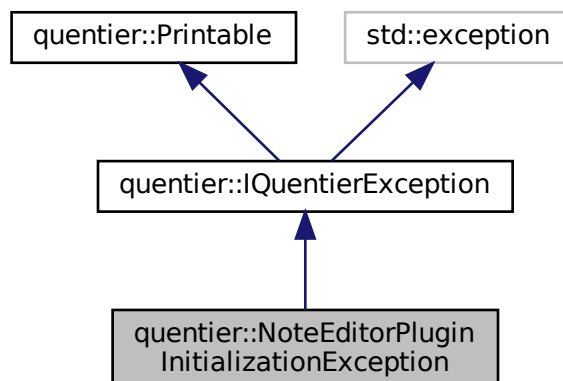 quentier::Printable
std::exception
quentier::IQuentierException
quentier::NoteEditorPlugin
InitializationException